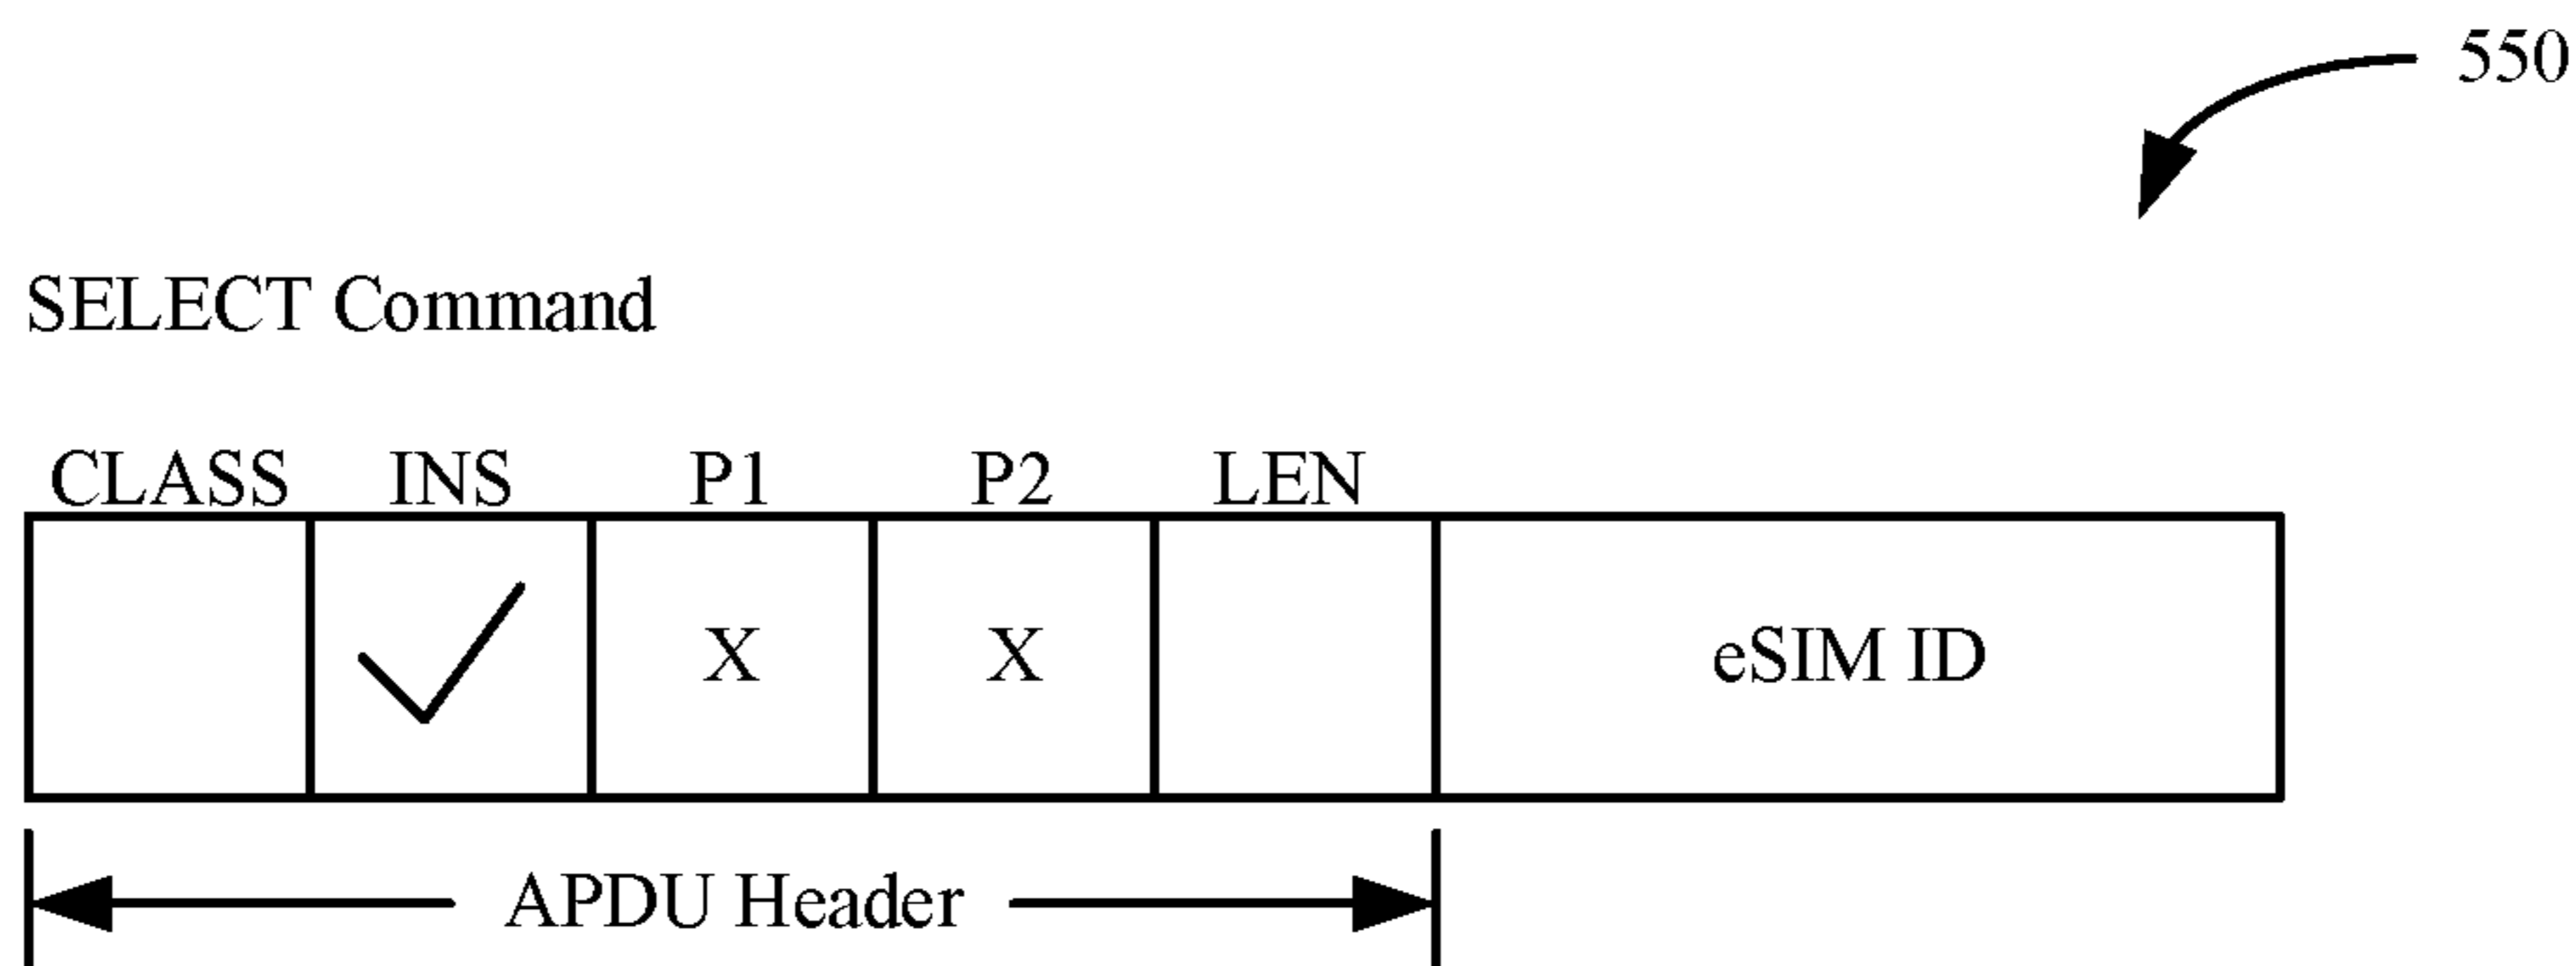 550
SELECT Command
CLASS INS P1 P2 LEN
X X eSIM ID
APDU Header